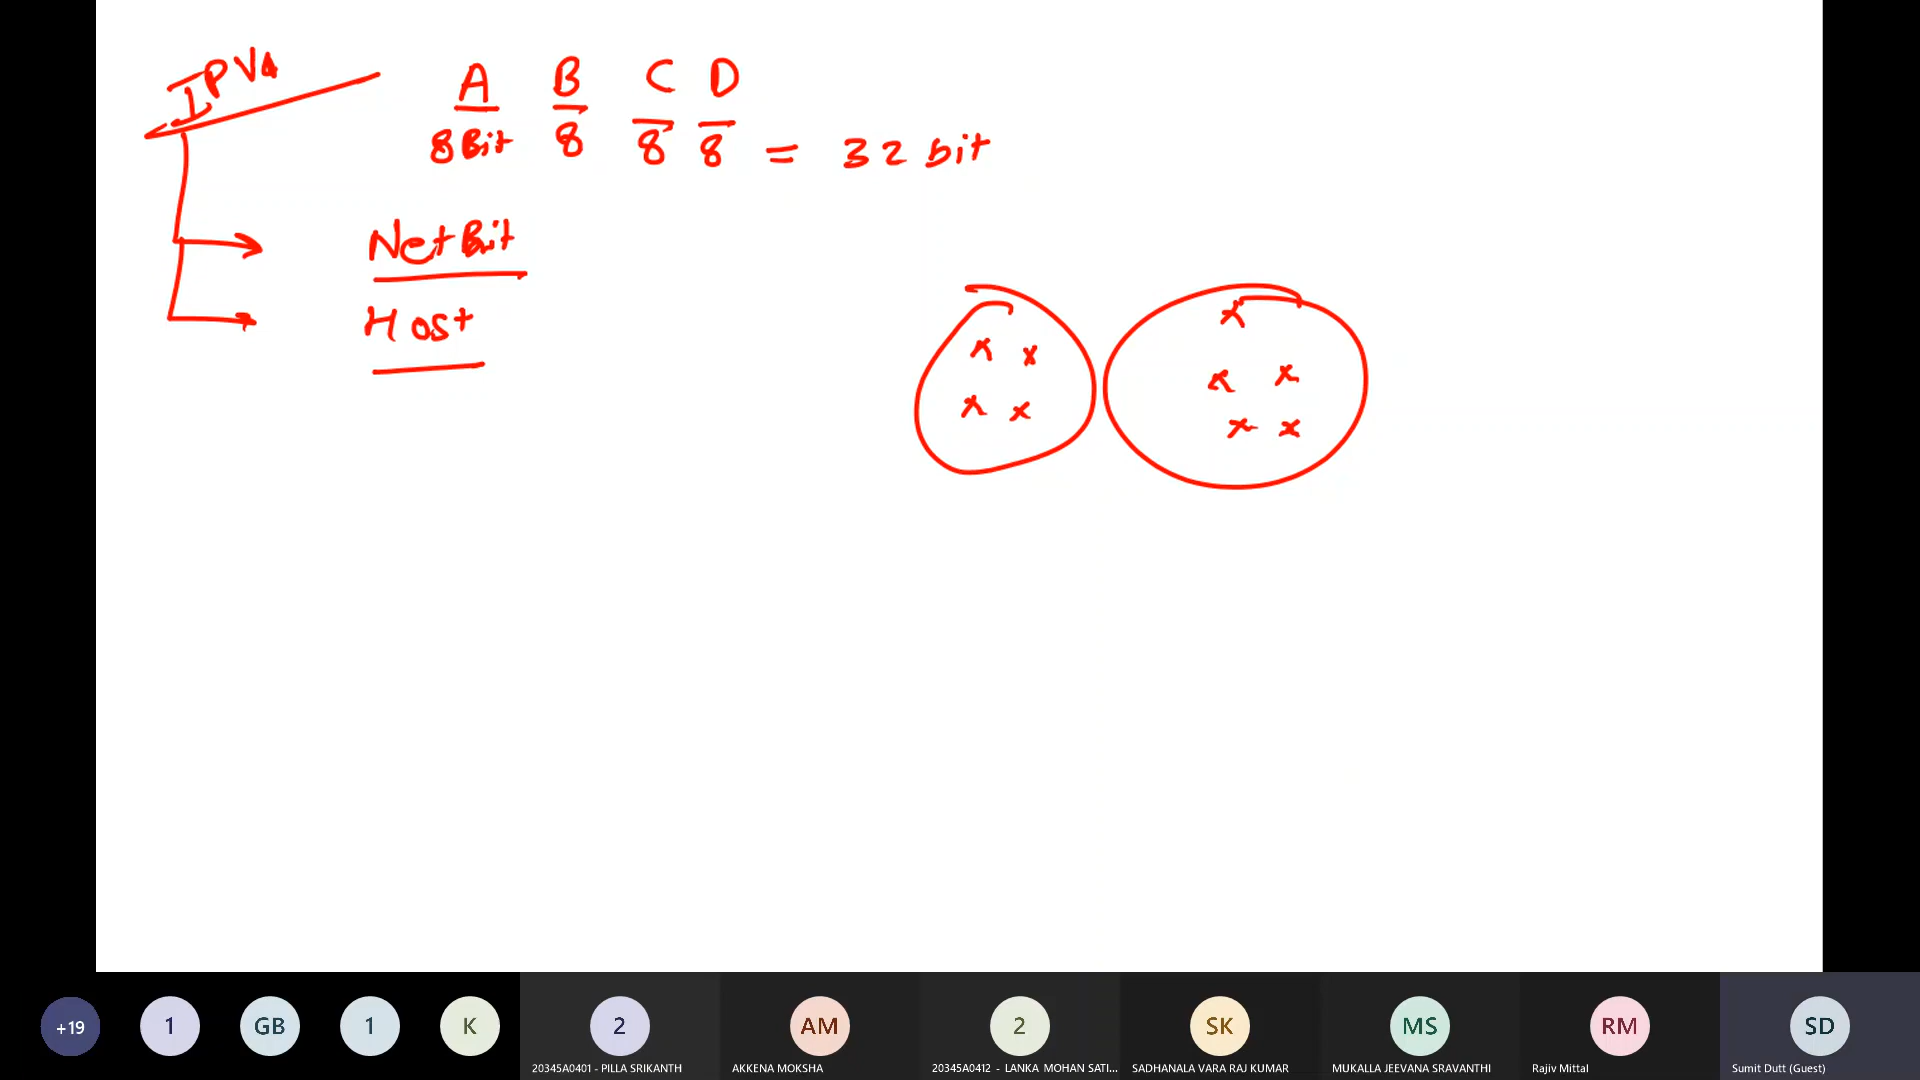 IPV4
A B C D
8Bit 8 8 8 = 32 bit
NetBit
Host
x x x x
x x x x x
+19 1 GB 1 K 2 AM 2 SK MS RM SD
20345A0401 - PILLA SRIKANTH AKKENA MOKSHA 20345A0412 - LANKA MOHAN SATI... SADHANALA VARA RAJ KUMAR MUKALLA JEEVANA SRAVANTHI Rajiv Mittal Sumit Dutt (Guest)